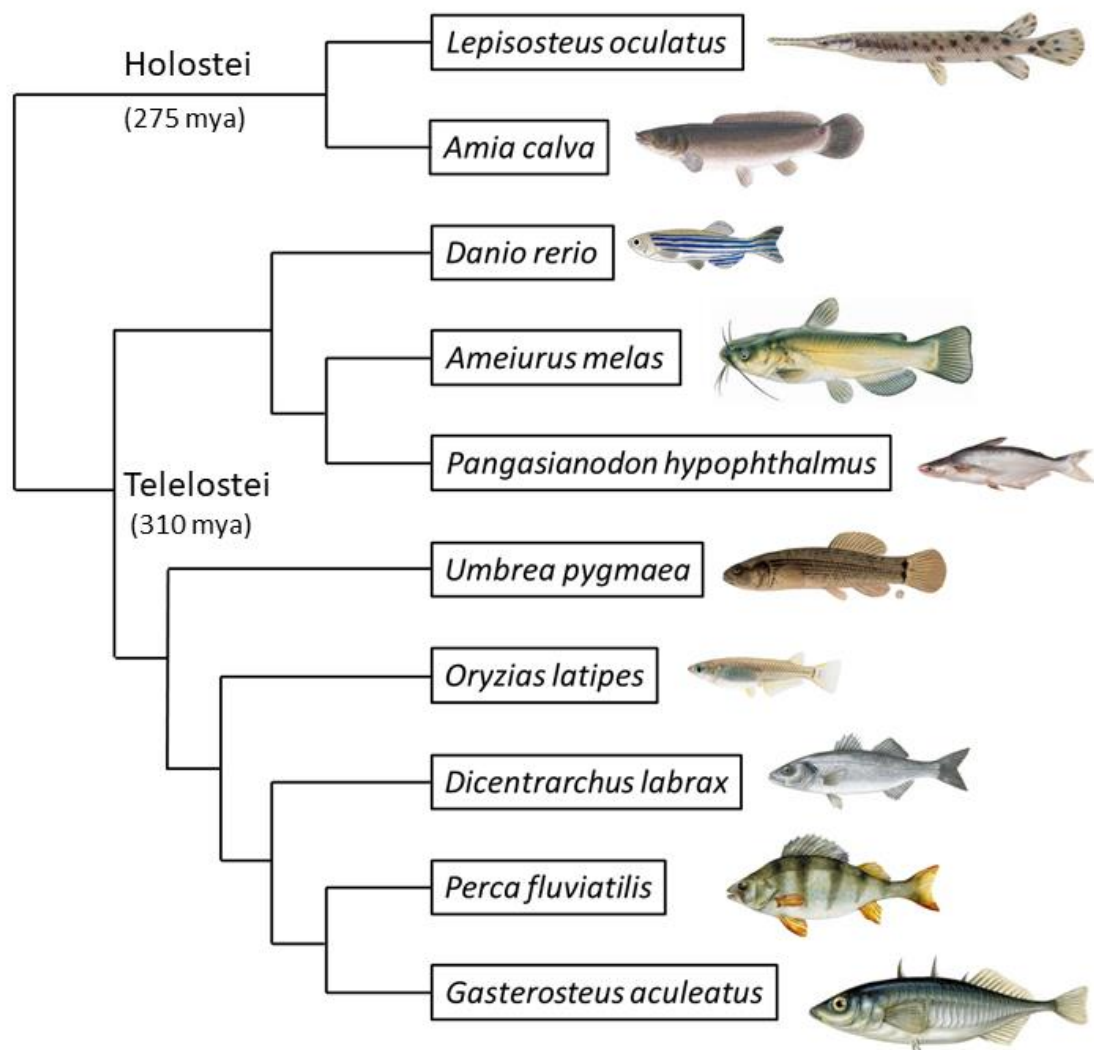 Lepisosteus oculatus
Holostei
(275 mya)
Amia calva
Danio rerio
Ameiurus melas
Pangasianodon hypophthalmus
Telelostei
(310 mya)
Umbrea pygmaea
Oryzias latipes
Dicentrarchus labrax
Perca fluviatilis
Gasterosteus aculeatus